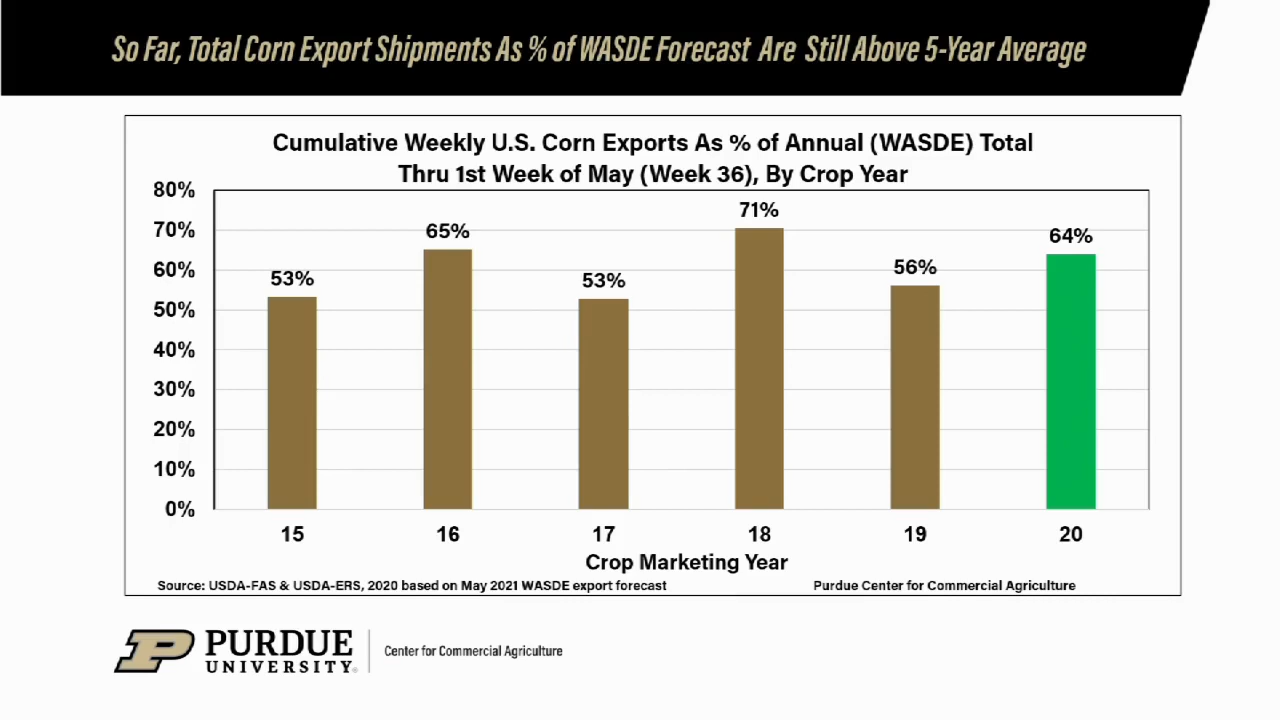 So Far, Total Corn Export Shipments As % of WASDE Forecast Are Still Above 5-Year Average
Cumulative Weekly U.S. Corn Exports As % of Annual (WASDE) Total
Thru 1st Week of May (Week 36), By Crop Year
80%
70%
60%
50%
40%
30%
20%
10%
0%
53%
65%
53%
71%
56%
64%
15
16
17
18
19
20
Crop Marketing Year
Source: USDA-FAS & USDA-ERS, 2020 based on May 2021 WASDE export forecast
Purdue Center for Commercial Agriculture
P
PURDUE
UNIVERSITY®
Center for Commercial Agriculture